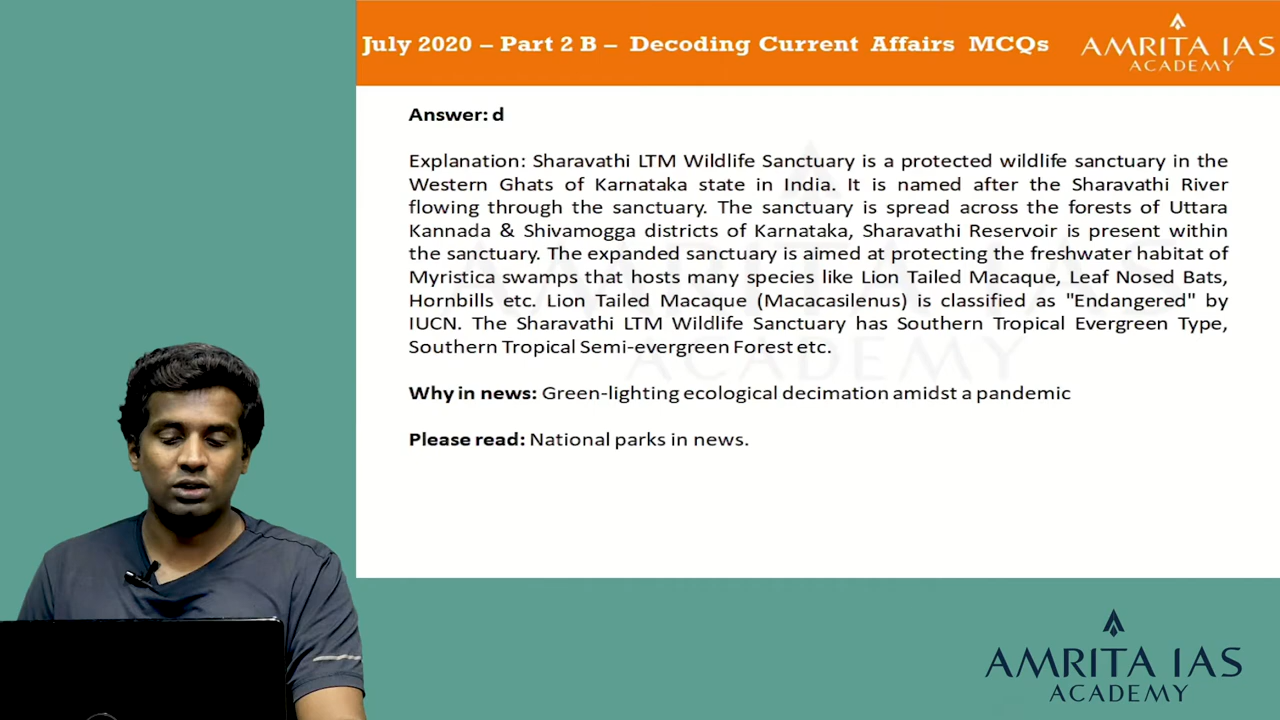 July 2020 – Part 2 B – Decoding Current Affairs MCQs
AMRITA IAS
ACADEMY
Answer: d
Explanation: Sharavathi LTM Wildlife Sanctuary is a protected wildlife sanctuary in the
Western Ghats of Karnataka state in India. It is named after the Sharavathi River
flowing through the sanctuary. The sanctuary is spread across the forests of Uttara
Kannada & Shivamogga districts of Karnataka, Sharavathi Reservoir is present within
the sanctuary. The expanded sanctuary is aimed at protecting the freshwater habitat of
Myristica swamps that hosts many species like Lion Tailed Macaque, Leaf Nosed Bats,
Hornbills etc. Lion Tailed Macaque (Macacasilenus) is classified as "Endangered" by
IUCN. The Sharavathi LTM Wildlife Sanctuary has Southern Tropical Evergreen Type,
Southern Tropical Semi-evergreen Forest etc.
Why in news: Green-lighting ecological decimation amidst a pandemic
Please read: National parks in news.
AMRITA IAS
ACADEMY
AMRITA IAS
ACADEMY